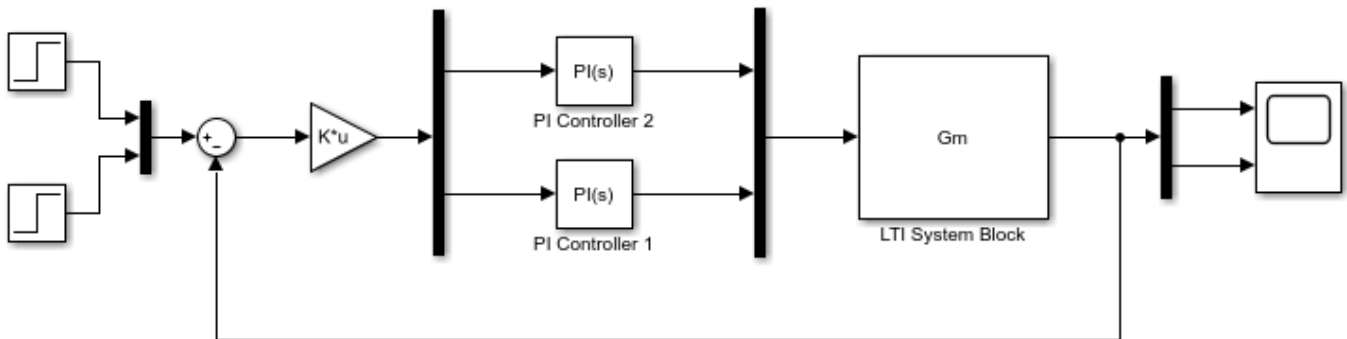 +
−
K*u
PI(s)
PI Controller 2
PI(s)
PI Controller 1
Gm
LTI System Block